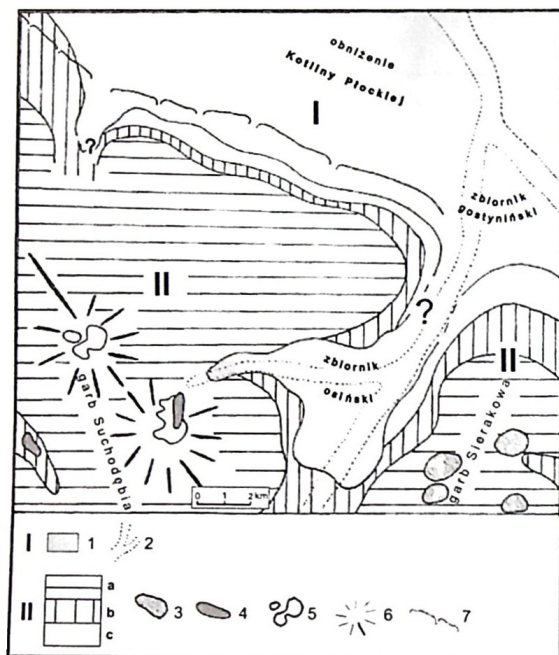 obniżenie
Kotliny Płockiej
I
?
zbiornik
gostyniński
II
?
II
zbiornik
osiński
garb Suchodębia
garb Sierakowa
0 1 2 km
I 1 2
II a
b
c
3 4 5 6 7